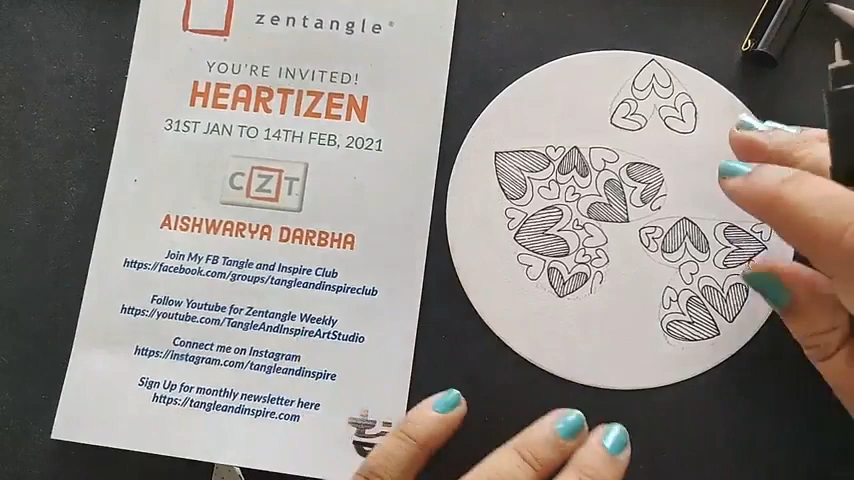 zentangle®
YOU'RE INVITED!
HEARTIZEN
31ST JAN TO 14TH FEB, 2021
CZT
AISHWARYA DARBHA
Join My FB Tangle and Inspire Club
https://facebook.com/groups/tangleandinspireclub
Follow Youtube for Zentangle Weekly
https://youtube.com/TangleAndInspireArtStudio
Connect me on Instagram
https://instagram.com/tangleandinspire
Sign Up for monthly newsletter here
https://tangleandinspire.com